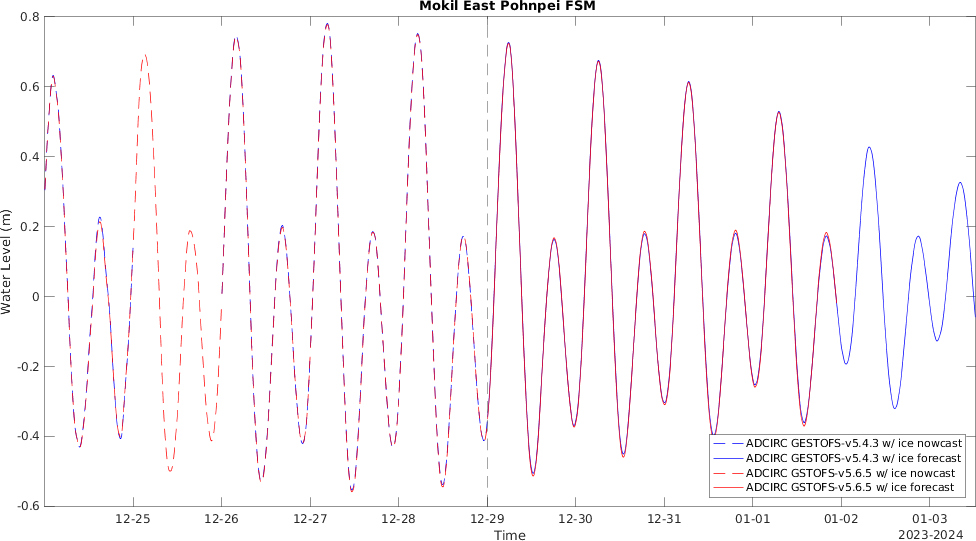 Mokil East Pohnpei FSM
Water Level (m)
0.8
0.6
0.4
0.2
0
-0.2
-0.4
-0.6
ADCIRC GESTOFS-v5.4.3 w/ ice nowcast
ADCIRC GESTOFS-v5.4.3 w/ ice forecast
ADCIRC GSTOFS-v5.6.5 w/ ice nowcast
ADCIRC GSTOFS-v5.6.5 w/ ice forecast
12-25 12-26 12-27 12-28 12-29 12-30 12-31 01-01 01-02 01-03
Time
2023-2024